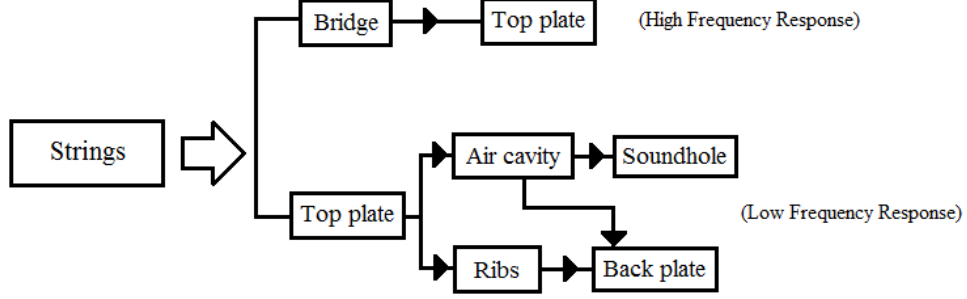 Bridge
Top plate
(High Frequency Response)
Strings
Air cavity
Soundhole
Top plate
(Low Frequency Response)
Ribs
Back plate